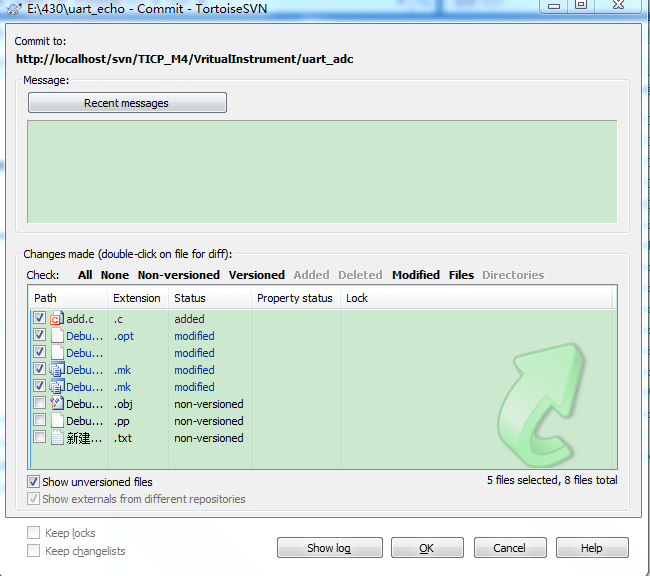 E:\430\uart_echo - Commit - TortoiseSVN
Commit to:
http://localhost/svn/TICP_M4/VritualInstrument/uart_adc
Message:
Recent messages
Changes made (double-click on file for diff):
Check: All None Non-versioned Versioned Added Deleted Modified Files Directories
Path Extension Status Property status Lock
add.c .c added
Debu... .opt modified
Debu... modified
Debu... .mk modified
Debu... .mk modified
Debu... .obj non-versioned
Debu... .pp non-versioned
新建... .txt non-versioned
Show unversioned files 5 files selected, 8 files total
Show externals from different repositories
Keep locks
Keep changelists
Show log OK Cancel Help